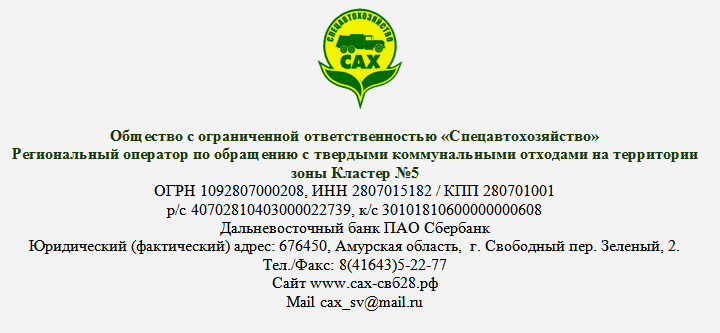 СПЕЦАВТОХОЗЯЙСТВО
САХ
Общество с ограниченной ответственностью «Спецавтохозяйство»
Региональный оператор по обращению с твердыми коммунальными отходами на территории
зоны Кластер №5
ОГРН 1092807000208, ИНН 2807015182 / КПП 280701001
р/с 40702810403000022739, к/с 30101810600000000608
Дальневосточный банк ПАО Сбербанк
Юридический (фактический) адрес: 676450, Амурская область, г. Свободный пер. Зеленый, 2.
Тел./Факс: 8(41643)5-22-77
Сайт www.сах-свб28.рф
Mail cax_sv@mail.ru